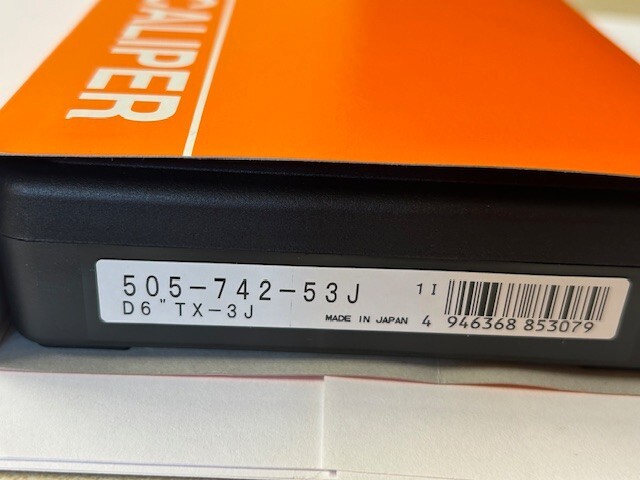 CALIPER
505-742-53J
D6"TX-3J
1I
MADE IN JAPAN
4 946368 853079